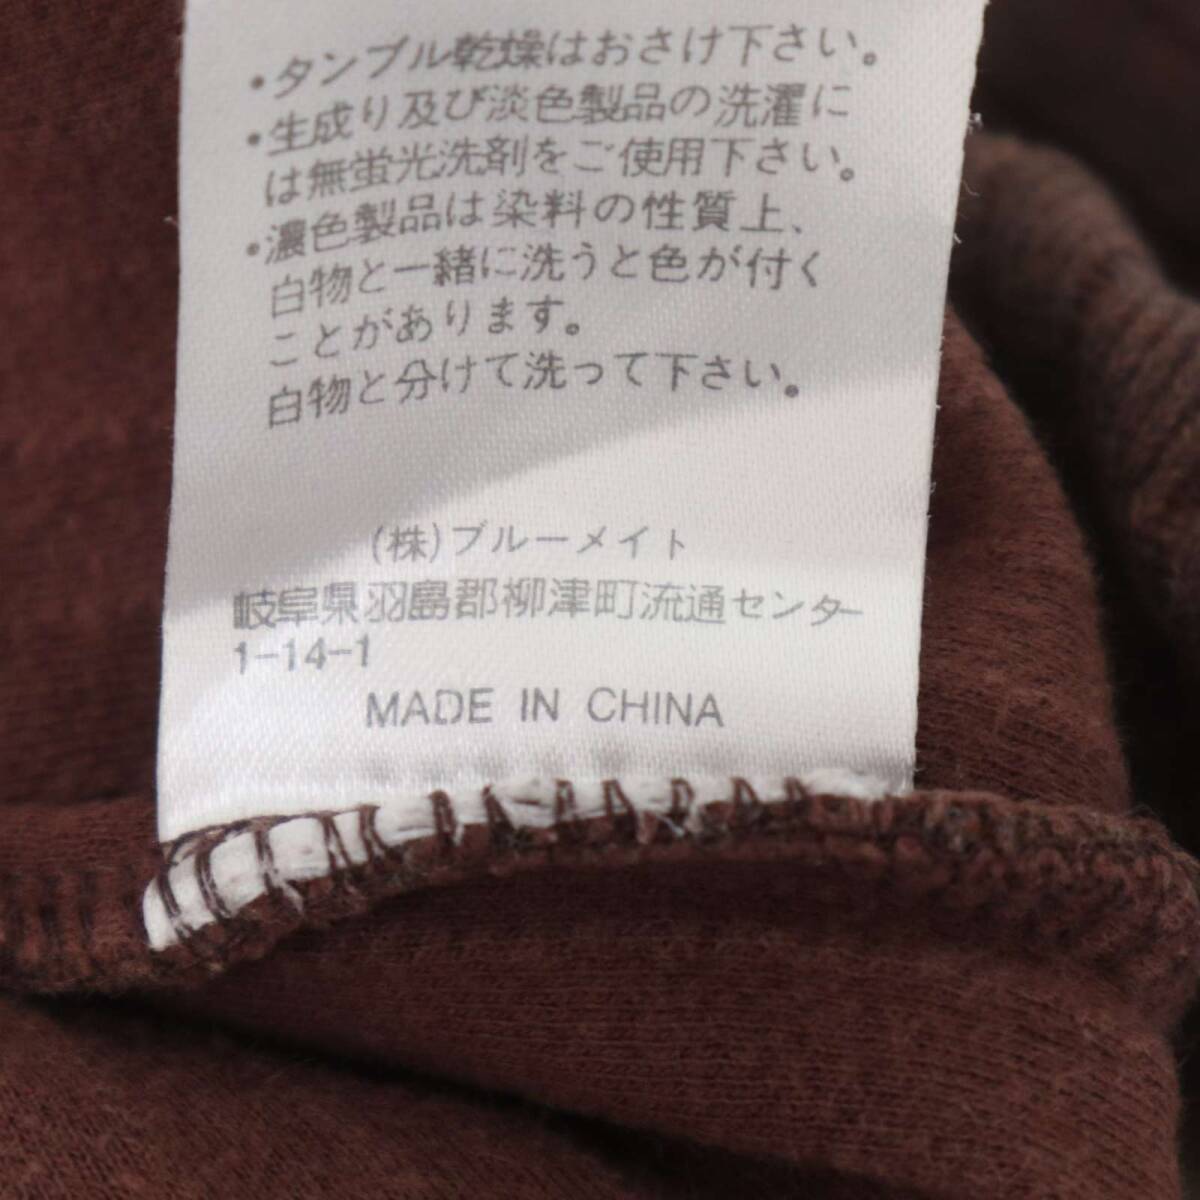 ・タンブル乾燥はおさけ下さい。
・生成り及び淡色製品の洗濯に
は無蛍光洗剤をご使用下さい。
・濃色製品は染料の性質上、
白物と一緒に洗うと色が付く
ことがあります。
白物と分けて洗って下さい。
(株)ブルーメイト
岐阜県羽島郡柳津町流通センター
1-14-1
MADE IN CHINA